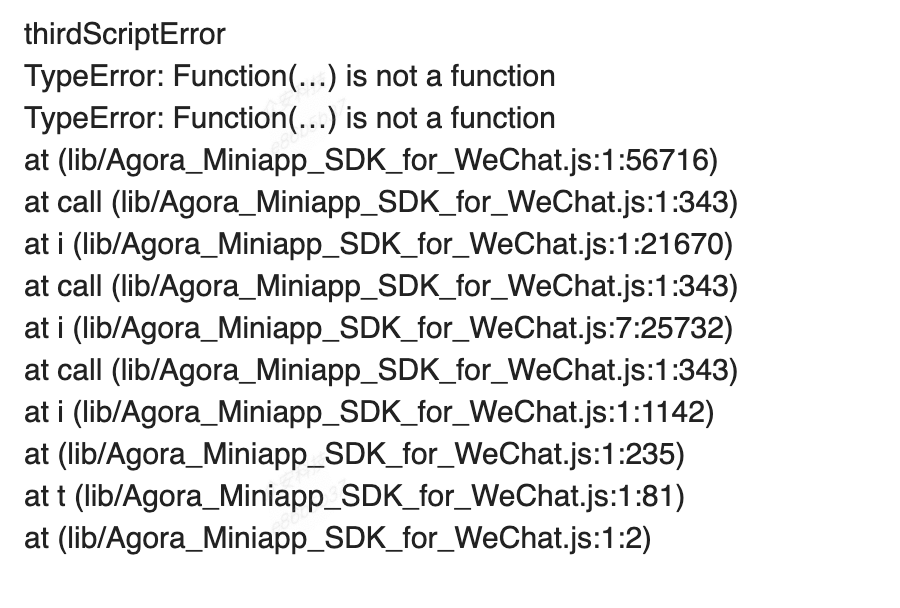 thirdScriptError
TypeError: Function(...) is not a function
TypeError: Function(...) is not a function
at (lib/Agora_Miniapp_SDK_for_WeChat.js:1:56716)
at call (lib/Agora_Miniapp_SDK_for_WeChat.js:1:343)
at i (lib/Agora_Miniapp_SDK_for_WeChat.js:1:21670)
at call (lib/Agora_Miniapp_SDK_for_WeChat.js:1:343)
at i (lib/Agora_Miniapp_SDK_for_WeChat.js:7:25732)
at call (lib/Agora_Miniapp_SDK_for_WeChat.js:1:343)
at i (lib/Agora_Miniapp_SDK_for_WeChat.js:1:1142)
at (lib/Agora_Miniapp_SDK_for_WeChat.js:1:235)
at t (lib/Agora_Miniapp_SDK_for_WeChat.js:1:81)
at (lib/Agora_Miniapp_SDK_for_WeChat.js:1:2)